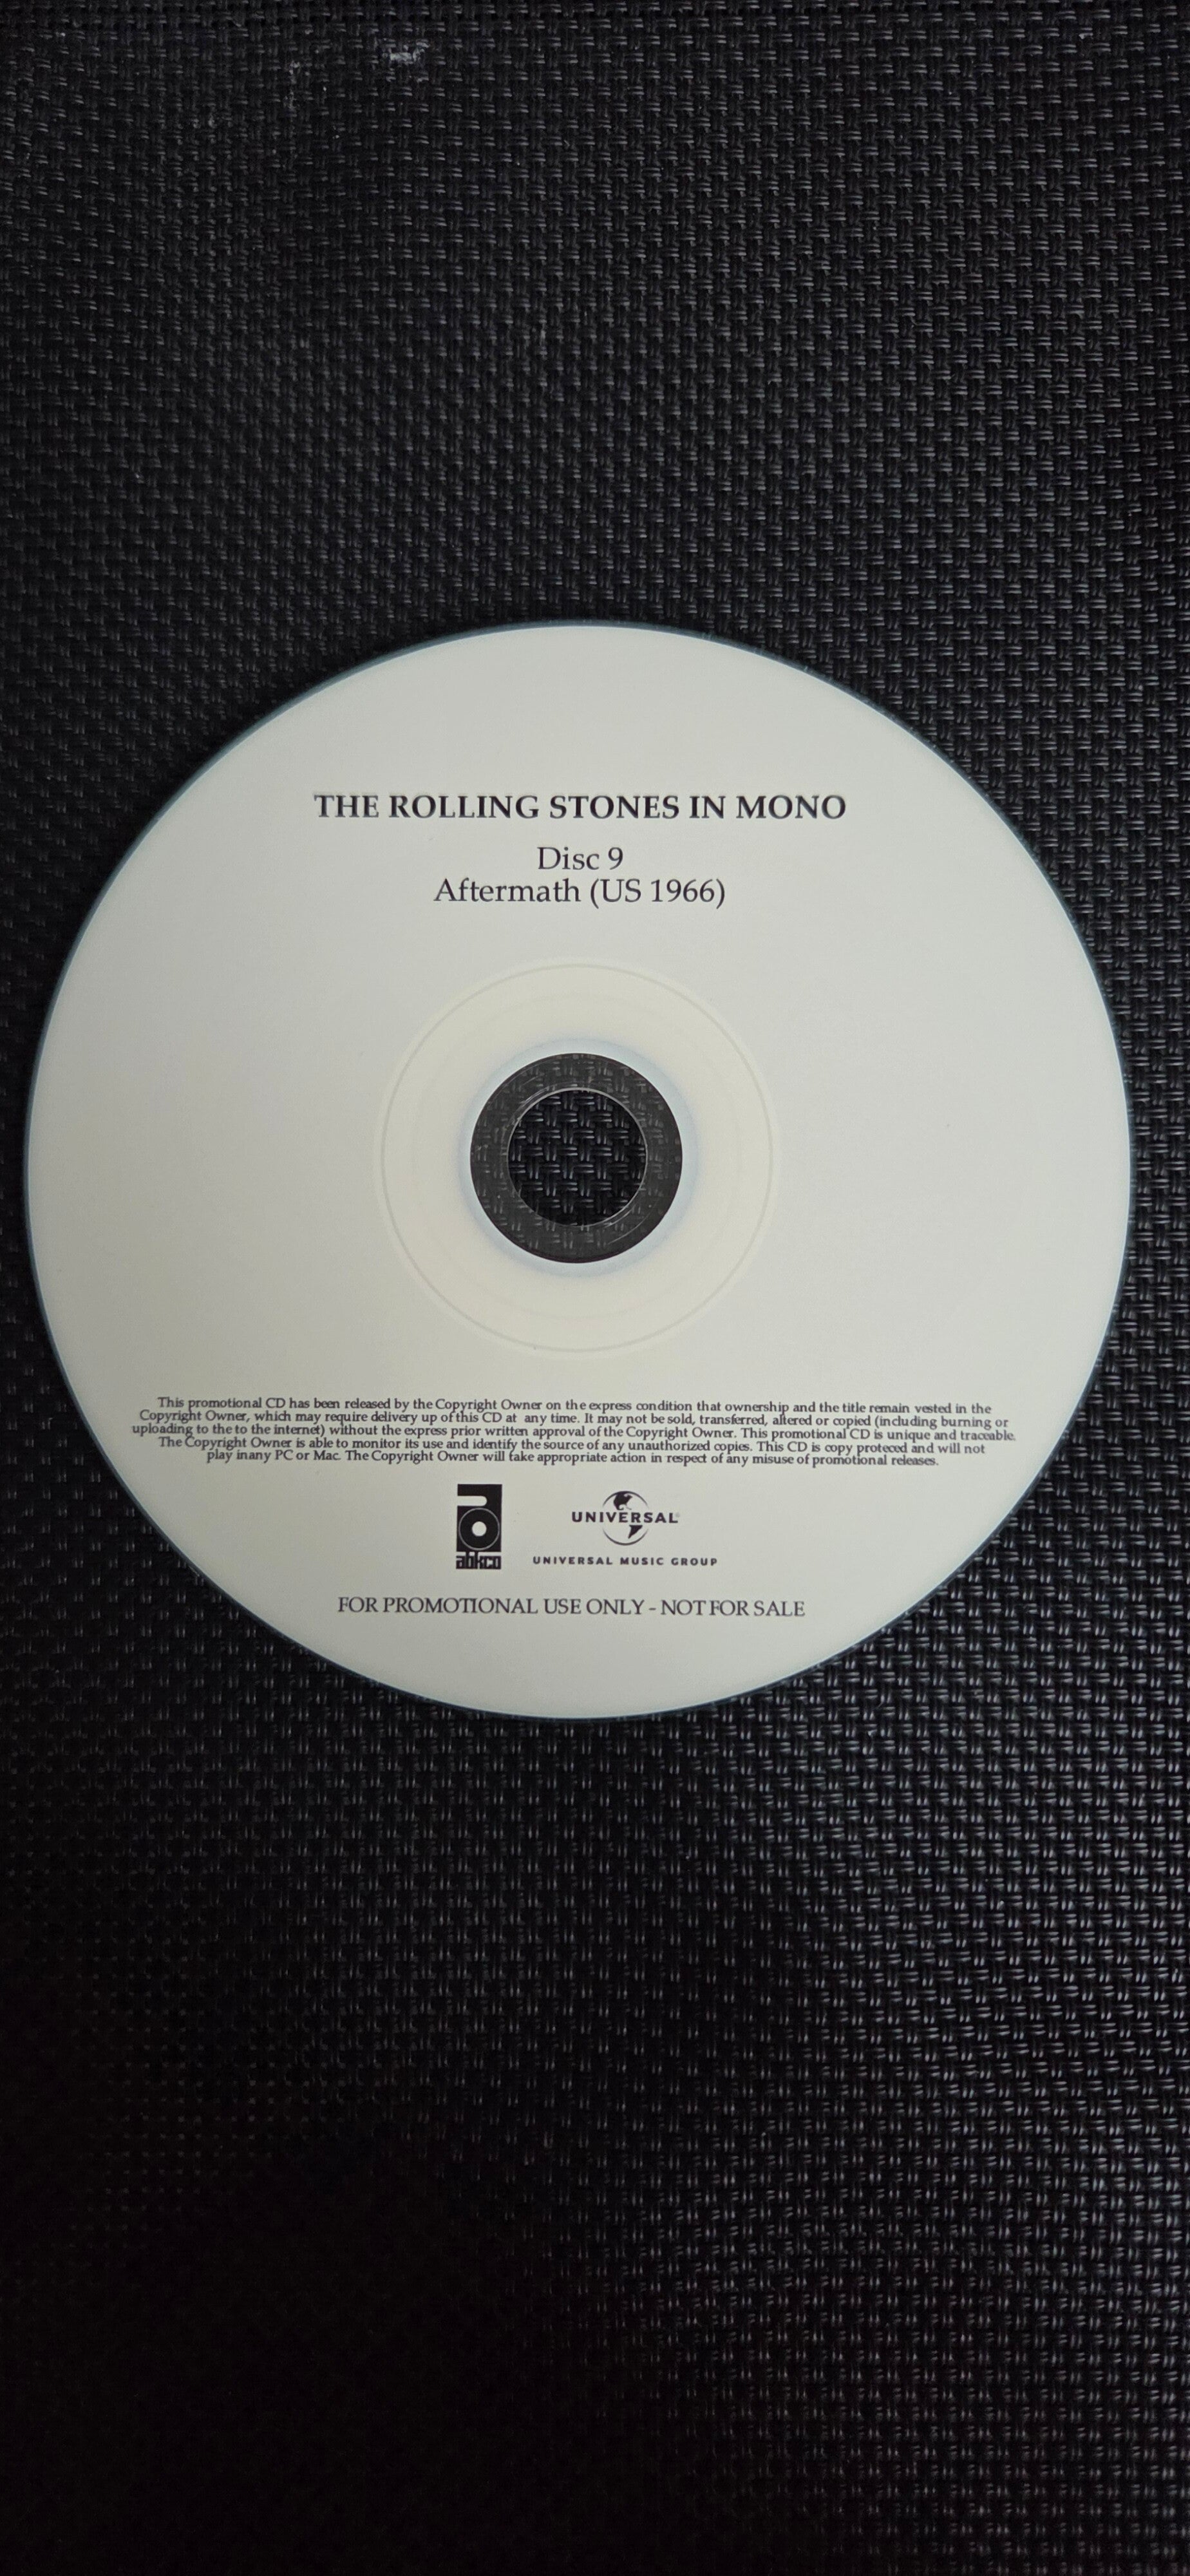 THE ROLLING STONES IN MONO
Disc 9
Aftermath (US 1966)
This promotional CD has been released by the Copyright Owner on the express condition that ownership and the title remain vested in the
Copyright Owner, which may require delivery up of this CD at any time. It may not be sold, transferred, altered or copied (including burning or
uploading to the to the internet) without the express prior written approval of the Copyright Owner. This promotional CD is unique and traceable.
The Copyright Owner is able to monitor its use and identify the source of any unauthorized copies. This CD is copy proteced and will not
play in any PC or Mac. The Copyright Owner will take appropriate action in respect of any misuse of promotional releases.
abkco
UNIVERSAL
UNIVERSAL MUSIC GROUP
FOR PROMOTIONAL USE ONLY - NOT FOR SALE